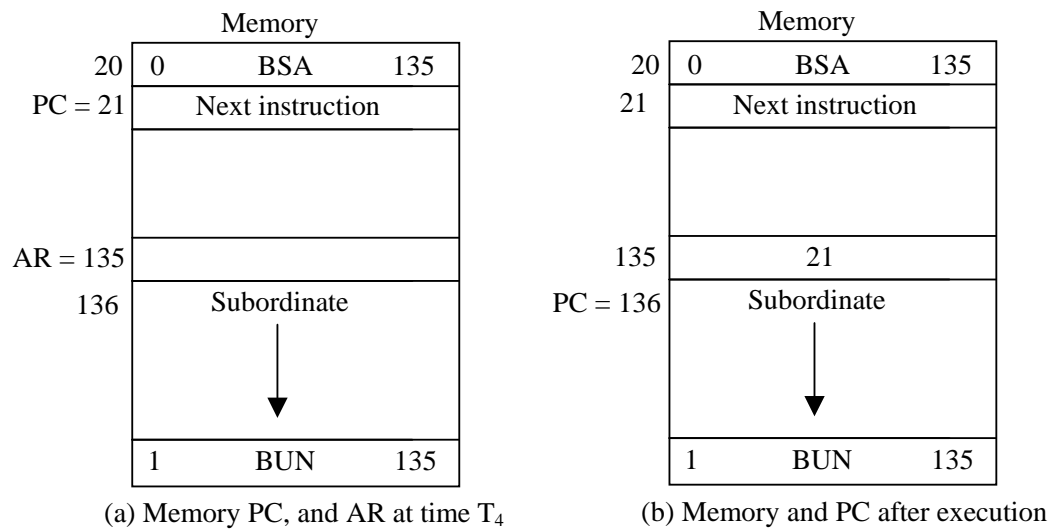 Memory
20 0 BSA 135
PC = 21 Next instruction
AR = 135
136 Subordinate
1 BUN 135
(a) Memory PC, and AR at time T₄
Memory
20 0 BSA 135
21 Next instruction
135 21
PC = 136 Subordinate
1 BUN 135
(b) Memory and PC after execution